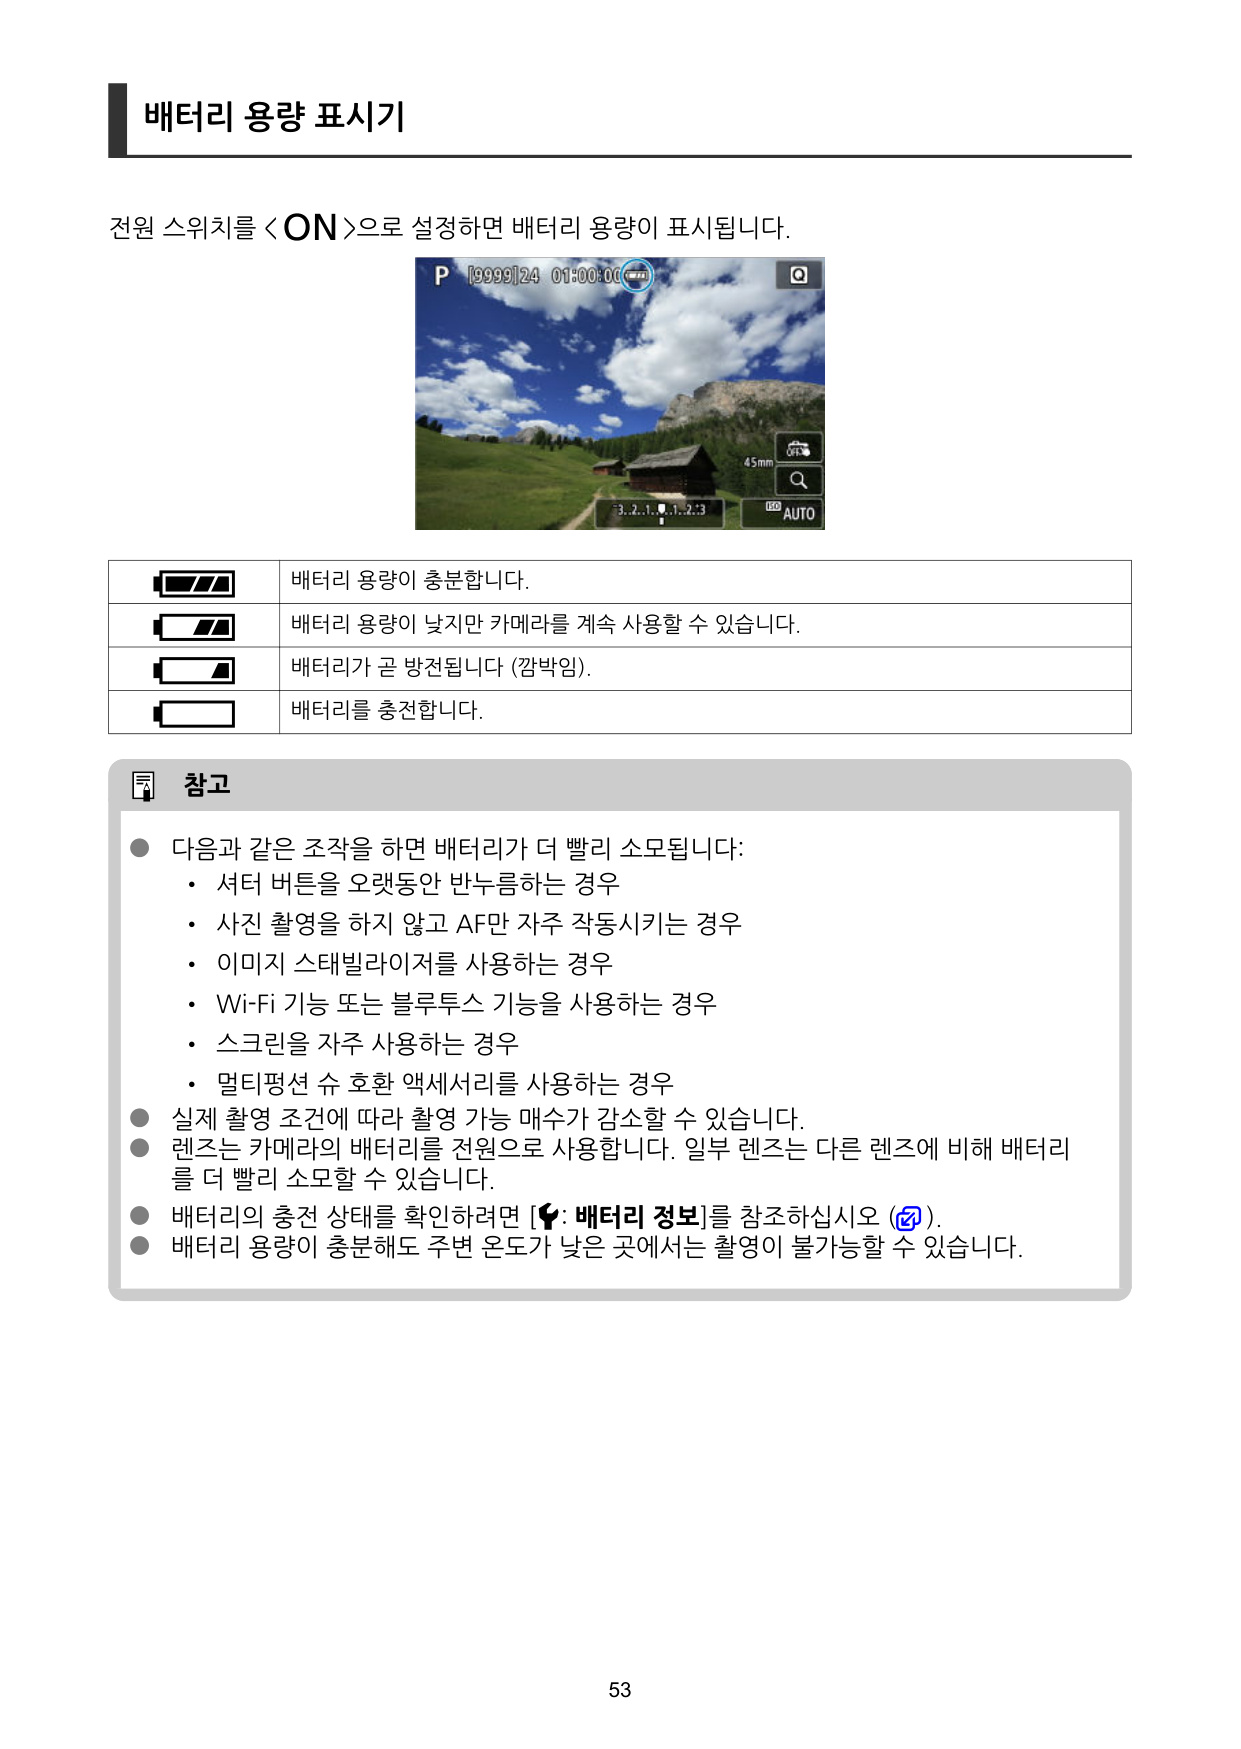 배터리 용량 표시기
전원 스위치를 <ON>으로 설정하면 배터리 용량이 표시됩니다.
P [9999]24 01:00:00 Q
OFF
45mm
-3..2..1..0..1..2..+3 ISO AUTO
배터리 용량이 충분합니다.
배터리 용량이 낮지만 카메라를 계속 사용할 수 있습니다.
배터리가 곧 방전됩니다 (깜박임).
배터리를 충전합니다.
참고
● 다음과 같은 조작을 하면 배터리가 더 빨리 소모됩니다:
• 셔터 버튼을 오랫동안 반누름하는 경우
• 사진 촬영을 하지 않고 AF만 자주 작동시키는 경우
• 이미지 스태빌라이저를 사용하는 경우
• Wi-Fi 기능 또는 블루투스 기능을 사용하는 경우
• 스크린을 자주 사용하는 경우
• 멀티펑션 슈 호환 액세서리를 사용하는 경우
● 실제 촬영 조건에 따라 촬영 가능 매수가 감소할 수 있습니다.
● 렌즈는 카메라의 배터리를 전원으로 사용합니다. 일부 렌즈는 다른 렌즈에 비해 배터리
를 더 빨리 소모할 수 있습니다.
● 배터리의 충전 상태를 확인하려면 [: 배터리 정보]를 참조하십시오 ().
● 배터리 용량이 충분해도 주변 온도가 낮은 곳에서는 촬영이 불가능할 수 있습니다.
53